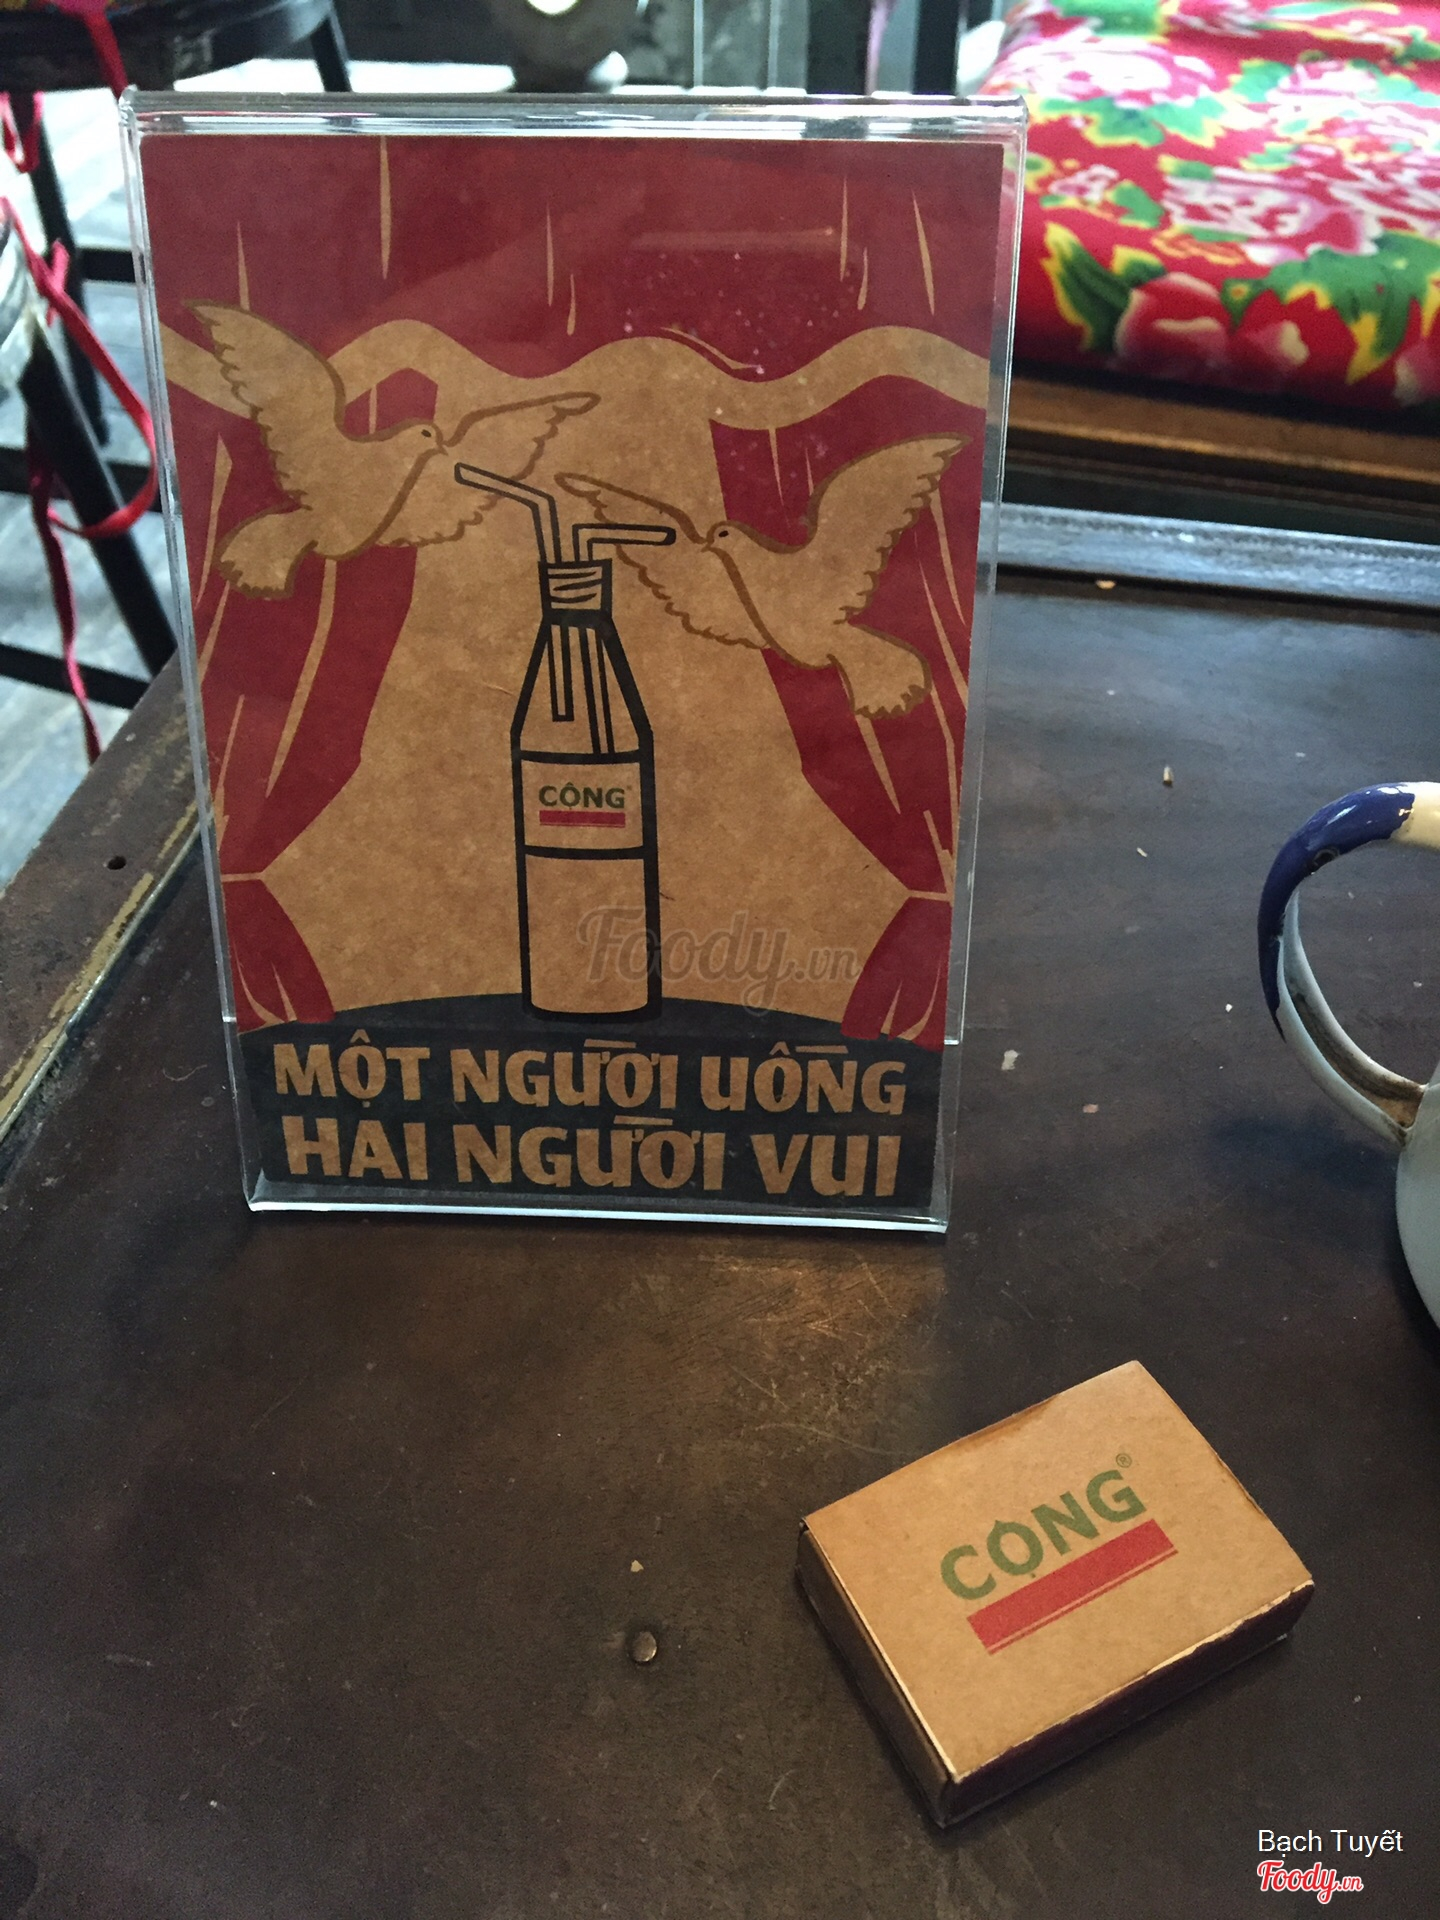 CỘNG
Foody.vn
MỘT NGƯỜI UỐNG
HAI NGƯỜI VUI
CỘNG®
Bạch Tuyết
Foody.vn